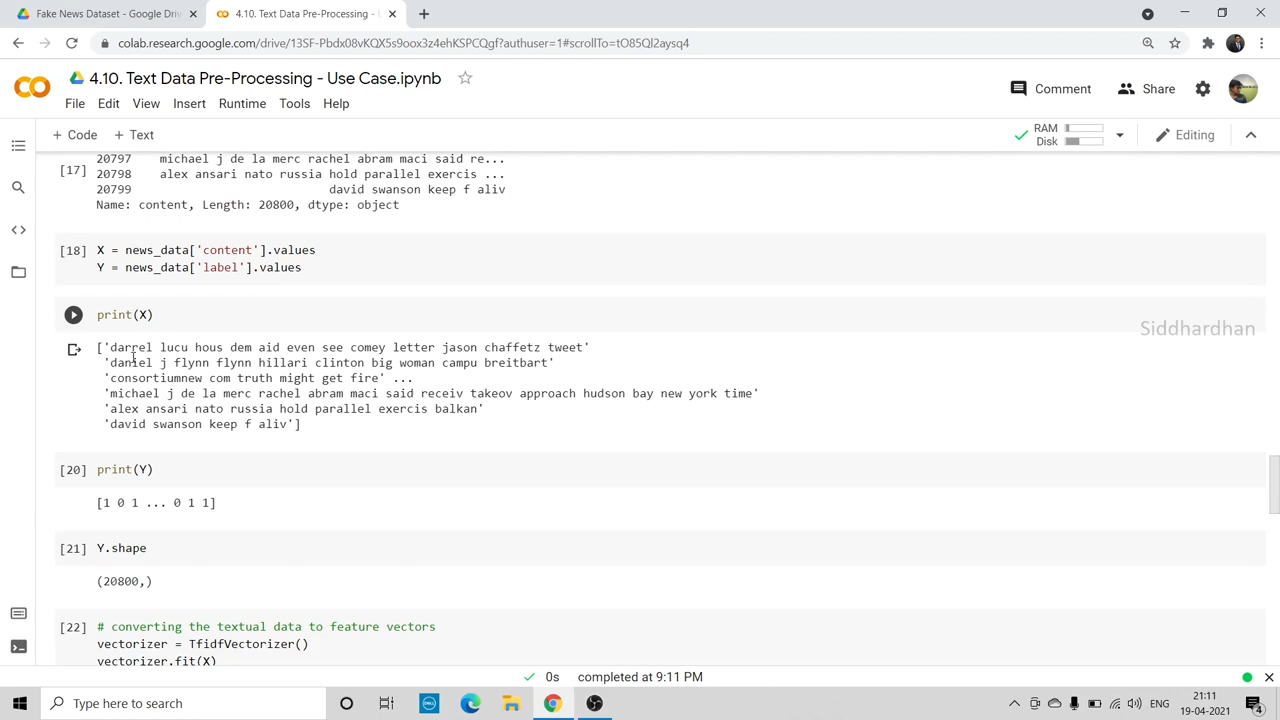 Fake News Dataset - Google Driv
4.10. Text Data Pre-Processing -
colab.research.google.com/drive/13SF-Pbdx08vKQX5s9oox3z4ehKSPCQgf?authuser=1#scrollTo=tO85Ql2aysq4
4.10. Text Data Pre-Processing - Use Case.ipynb
Comment
Share
File Edit View Insert Runtime Tools Help
+ Code + Text
RAM
Disk
Editing
20797 michael j de la merc rachel abram maci said re...
[17]
20798 alex ansari nato russia hold parallel exercis ...
20799 david swanson keep f aliv
Name: content, Length: 20800, dtype: object
[18] X = news_data['content'].values
Y = news_data['label'].values
print(X)
Siddhardhan
['darrel lucu hous dem aid even see comey letter jason chaffetz tweet'
'daniel j flynn flynn hillari clinton big woman campu breitbart'
'consortiumnew com truth might get fire' ...
'michael j de la merc rachel abram maci said receiv takeov approach hudson bay new york time'
'alex ansari nato russia hold parallel exercis balkan'
'david swanson keep f aliv']
[20] print(Y)
[1 0 1 ... 0 1 1]
[21] Y.shape
(20800,)
[22] # converting the textual data to feature vectors
vectorizer = TfidfVectorizer()
vectorizer.fit(X)
0s completed at 9:11 PM
Type here to search
DELL
ENG
21:11
19-04-2021
4